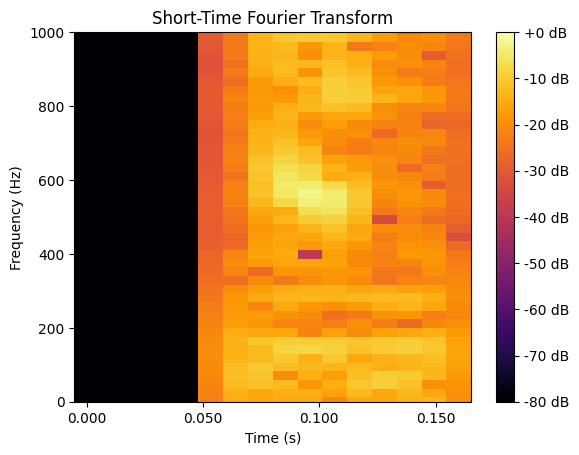 Short-Time Fourier Transform
Frequency (Hz)
1000
800
600
400
200
0
0.000
0.050
0.100
0.150
Time (s)
+0 dB
-10 dB
-20 dB
-30 dB
-40 dB
-50 dB
-60 dB
-70 dB
-80 dB